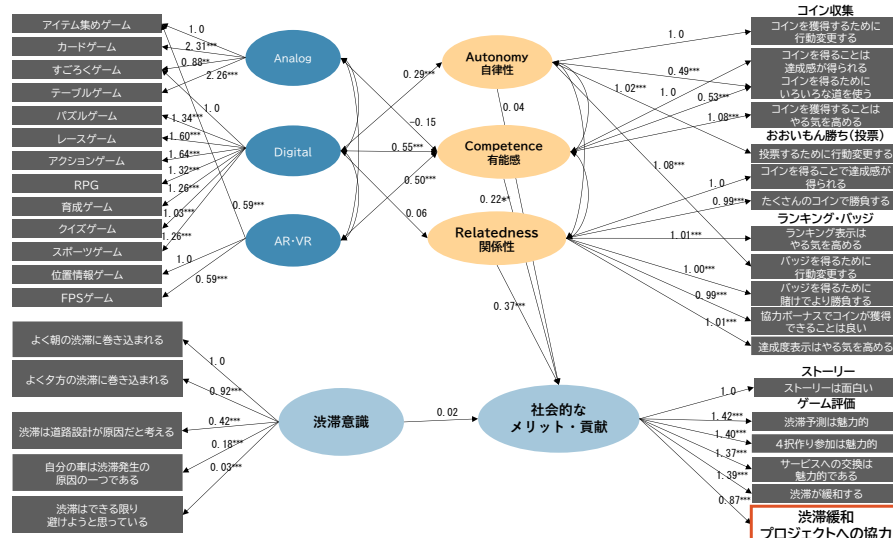 アイテム集めゲーム
カードゲーム
すごろくゲーム
テーブルゲーム
パズルゲーム
レースゲーム
アクションゲーム
RPG
育成ゲーム
クイズゲーム
スポーツゲーム
位置情報ゲーム
FPSゲーム
1.0
2.31***
0.88**
2.26***
1.0
1.34***
1.60***
1.64***
1.32***
1.26***
1.03***
1.26***
0.59***
1.0
0.59***
Analog
Digital
AR・VR
0.29***
-0.15
0.55***
0.50***
0.06
Autonomy
自律性
Competence
有能感
Relatedness
関係性
0.04
0.22**
0.37***
1.0
0.49***
1.02***
1.0
0.53***
1.08***
1.08***
1.0
0.99***
1.01***
1.00***
0.99***
1.01***
コイン収集
コインを獲得するために
行動変更する
コインを得ることは
達成感が得られる
コインを得るために
いろいろな道を使う
コインを獲得することは
やる気を高める
おおいもん勝ち(投票)
投票するために行動変更する
コインを得ることで達成感が
得られる
たくさんのコインで勝負する
ランキング・バッジ
ランキング表示は
やる気を高める
バッジを得るために
行動変更する
バッジを得るために
賭けでより勝負する
協力ボーナスでコインが獲得
できることは良い
達成度表示はやる気を高める
よく朝の渋滞に巻き込まれる
よく夕方の渋滞に巻き込まれる
渋滞は道路設計が原因だと考える
自分の車は渋滞発生の
原因の一つである
渋滞はできる限り
避けようと思っている
1.0
0.92***
0.42***
0.18***
0.03***
渋滞意識
0.02
社会的な
メリット・貢献
1.0
1.42***
1.40***
1.37***
1.39***
0.87***
ストーリー
ストーリーは面白い
ゲーム評価
渋滞予測は魅力的
4択作り参加は魅力的
サービスへの交換は
魅力的である
渋滞が緩和する
渋滞緩和
プロジェクトへの協力